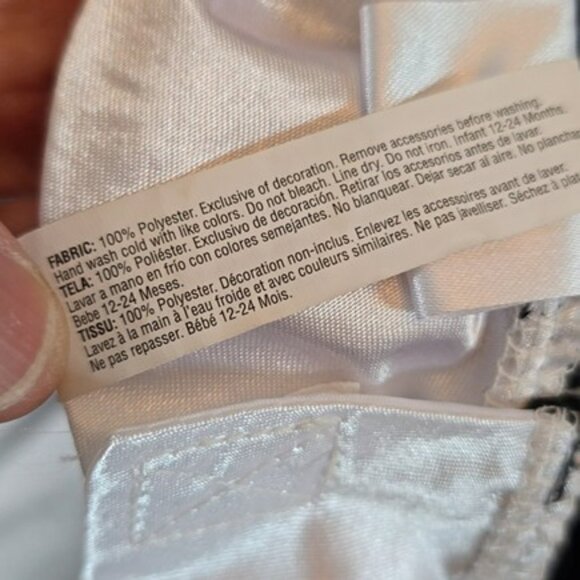 FABRIC: 100% Polyester. Exclusive of decoration. Remove accessories before washing.
Hand wash cold with like colors. Do not bleach. Line dry. Do not iron. Infant 12-24 Months.
TELA: 100% Poliéster. Exclusivo de decoración. Retirar los accesorios antes de lavar.
Lavar a mano en frío con colores semejantes. No blanquear. Dejar secar al aire. No planchar
Bebe 12-24 Meses.
TISSU: 100% Polyester. Décoration non-inclus. Enlevez les accessoires avant de laver.
Lavez à la main à l'eau froide et avec couleurs similaires. Ne pas javelliser. Séchez à plat
Ne pas repasser. Bébé 12-24 Mois.